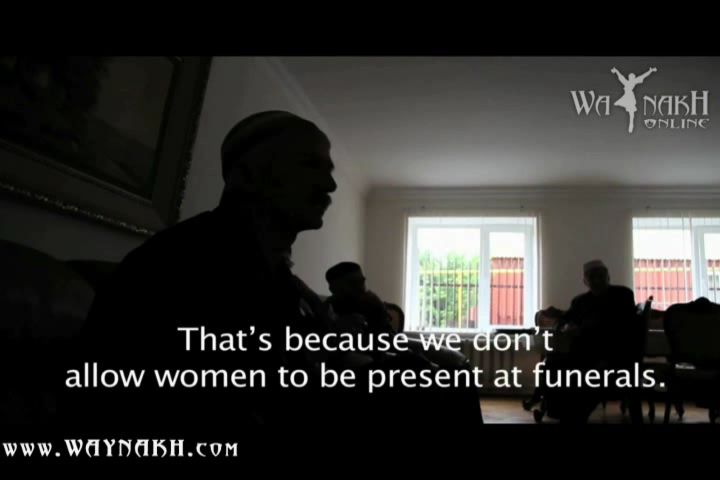 WAYNAKH
ONLINE
That's because we don't
allow women to be present at funerals.
www.WAYNAKH.com